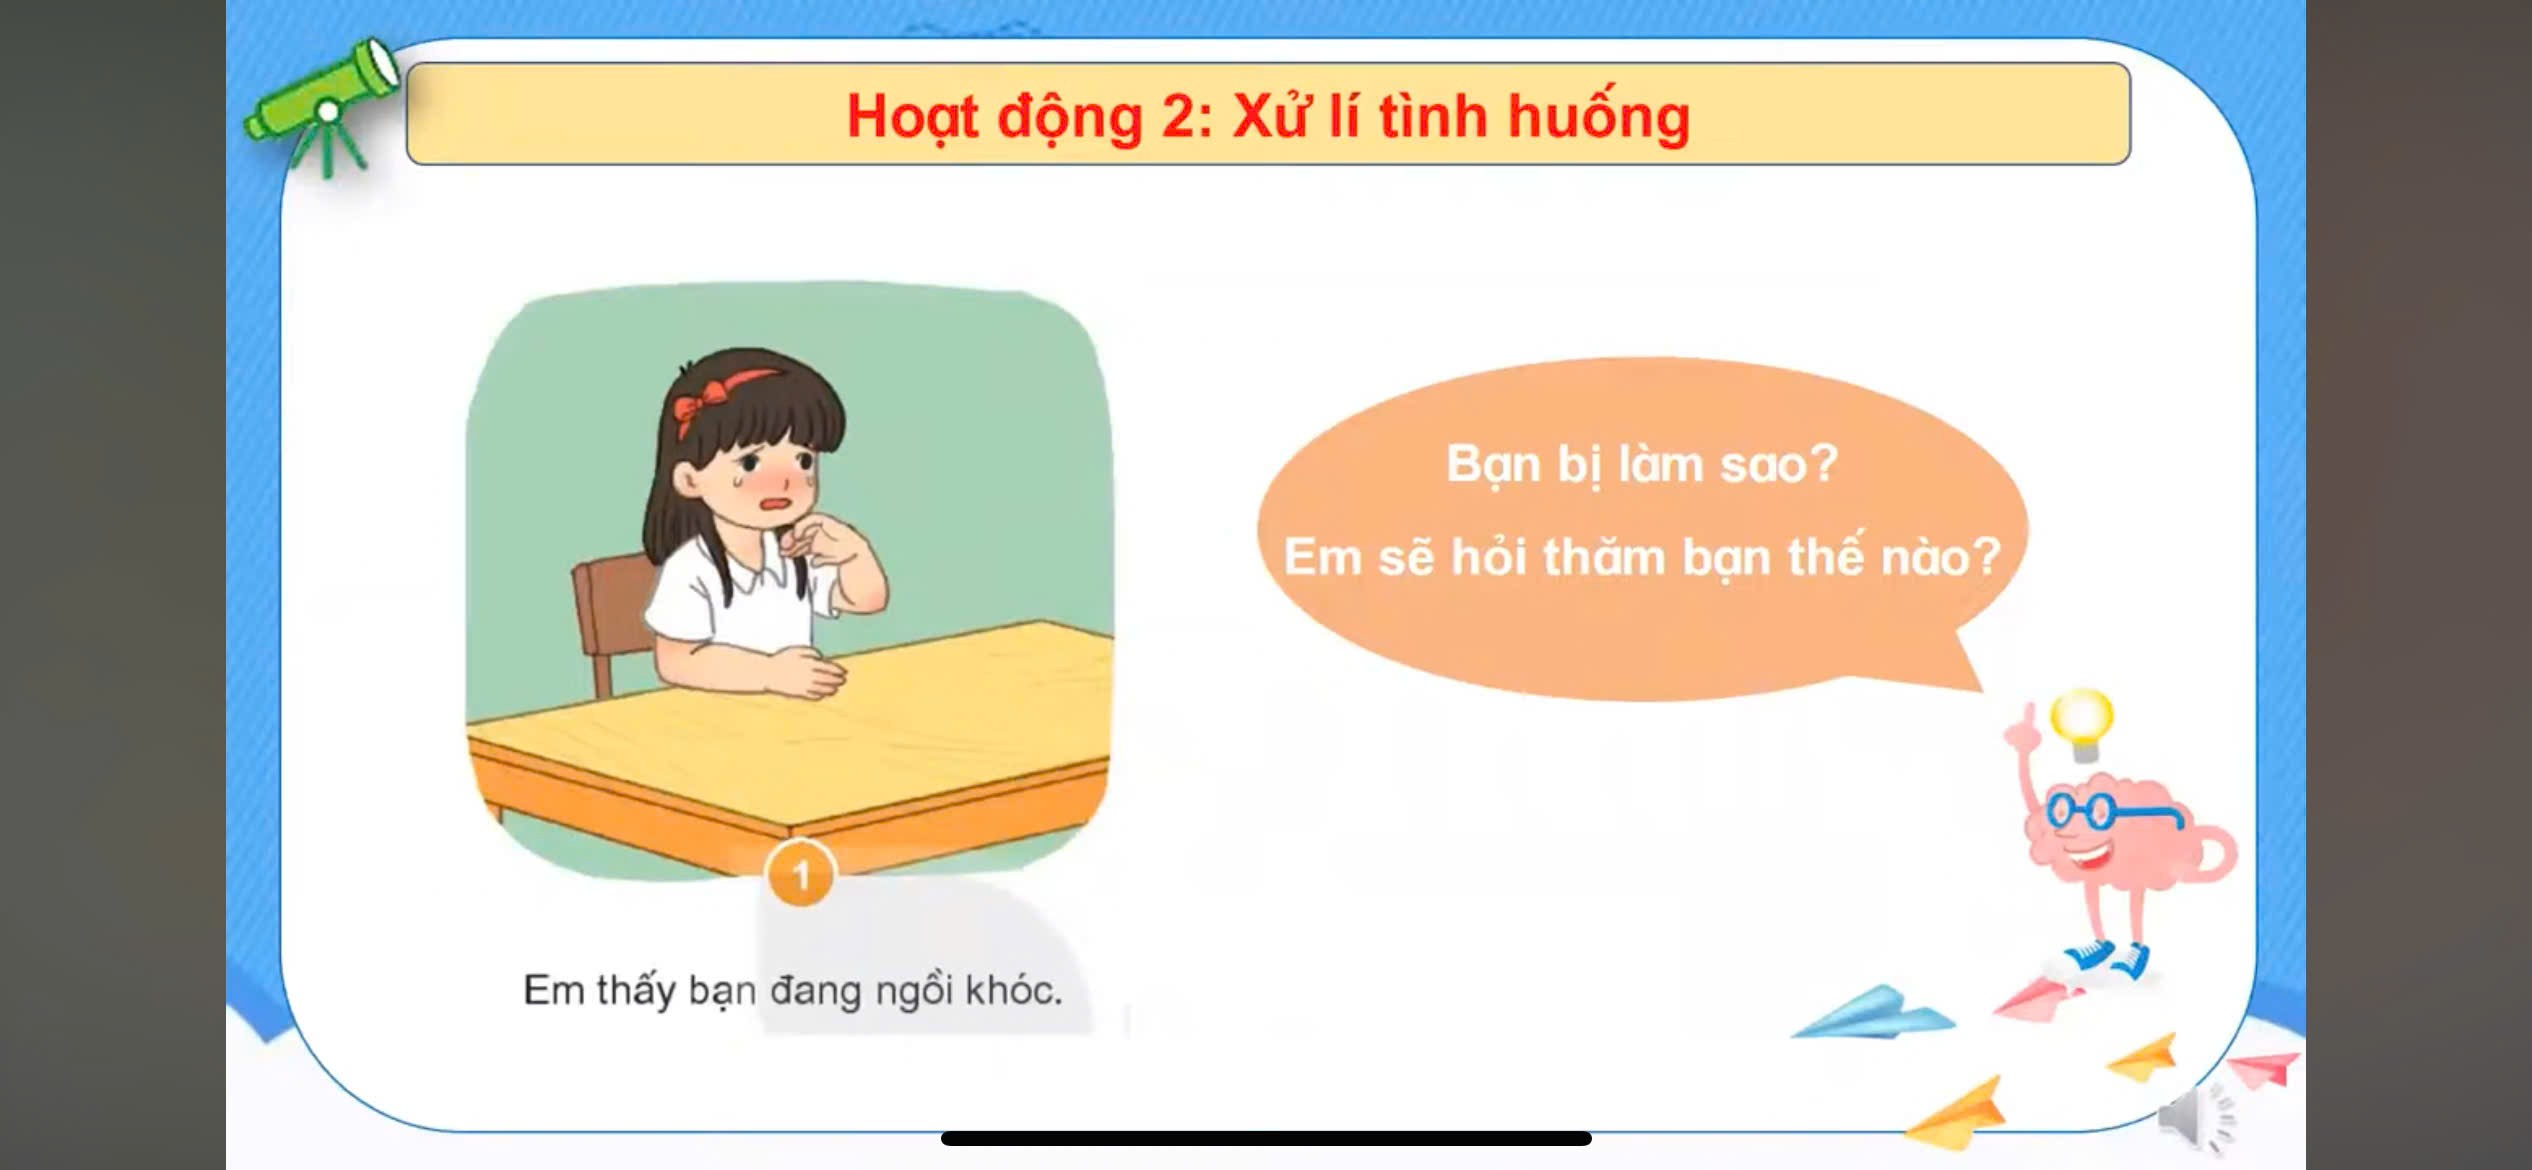 Hoạt động 2: Xử lí tình huống
Bạn bị làm sao?
Em sẽ hỏi thăm bạn thế nào?
1
Em thấy bạn đang ngồi khóc.